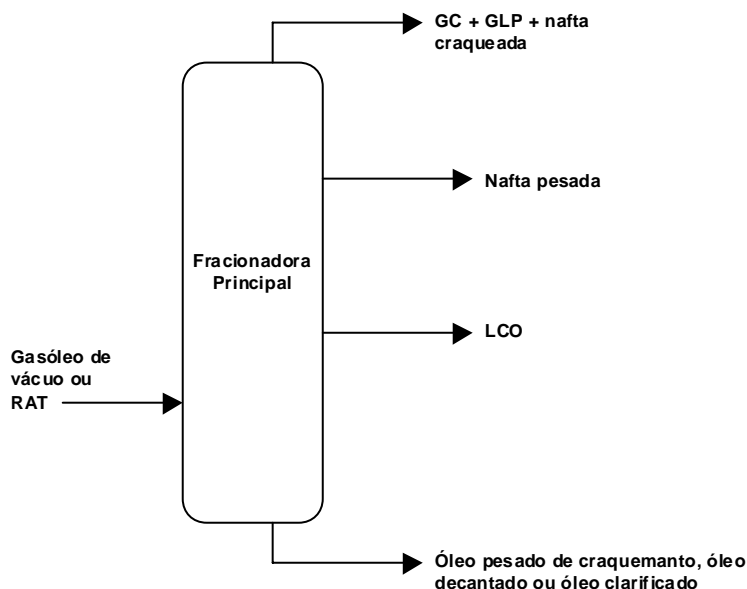 GC + GLP + nafta
craqueada
Nafta pesada
Fracionadora
Principal
LCO
Gasóleo de
vácuo ou
RAT
Óleo pesado de craquemanto, óleo
decantado ou óleo clarificado